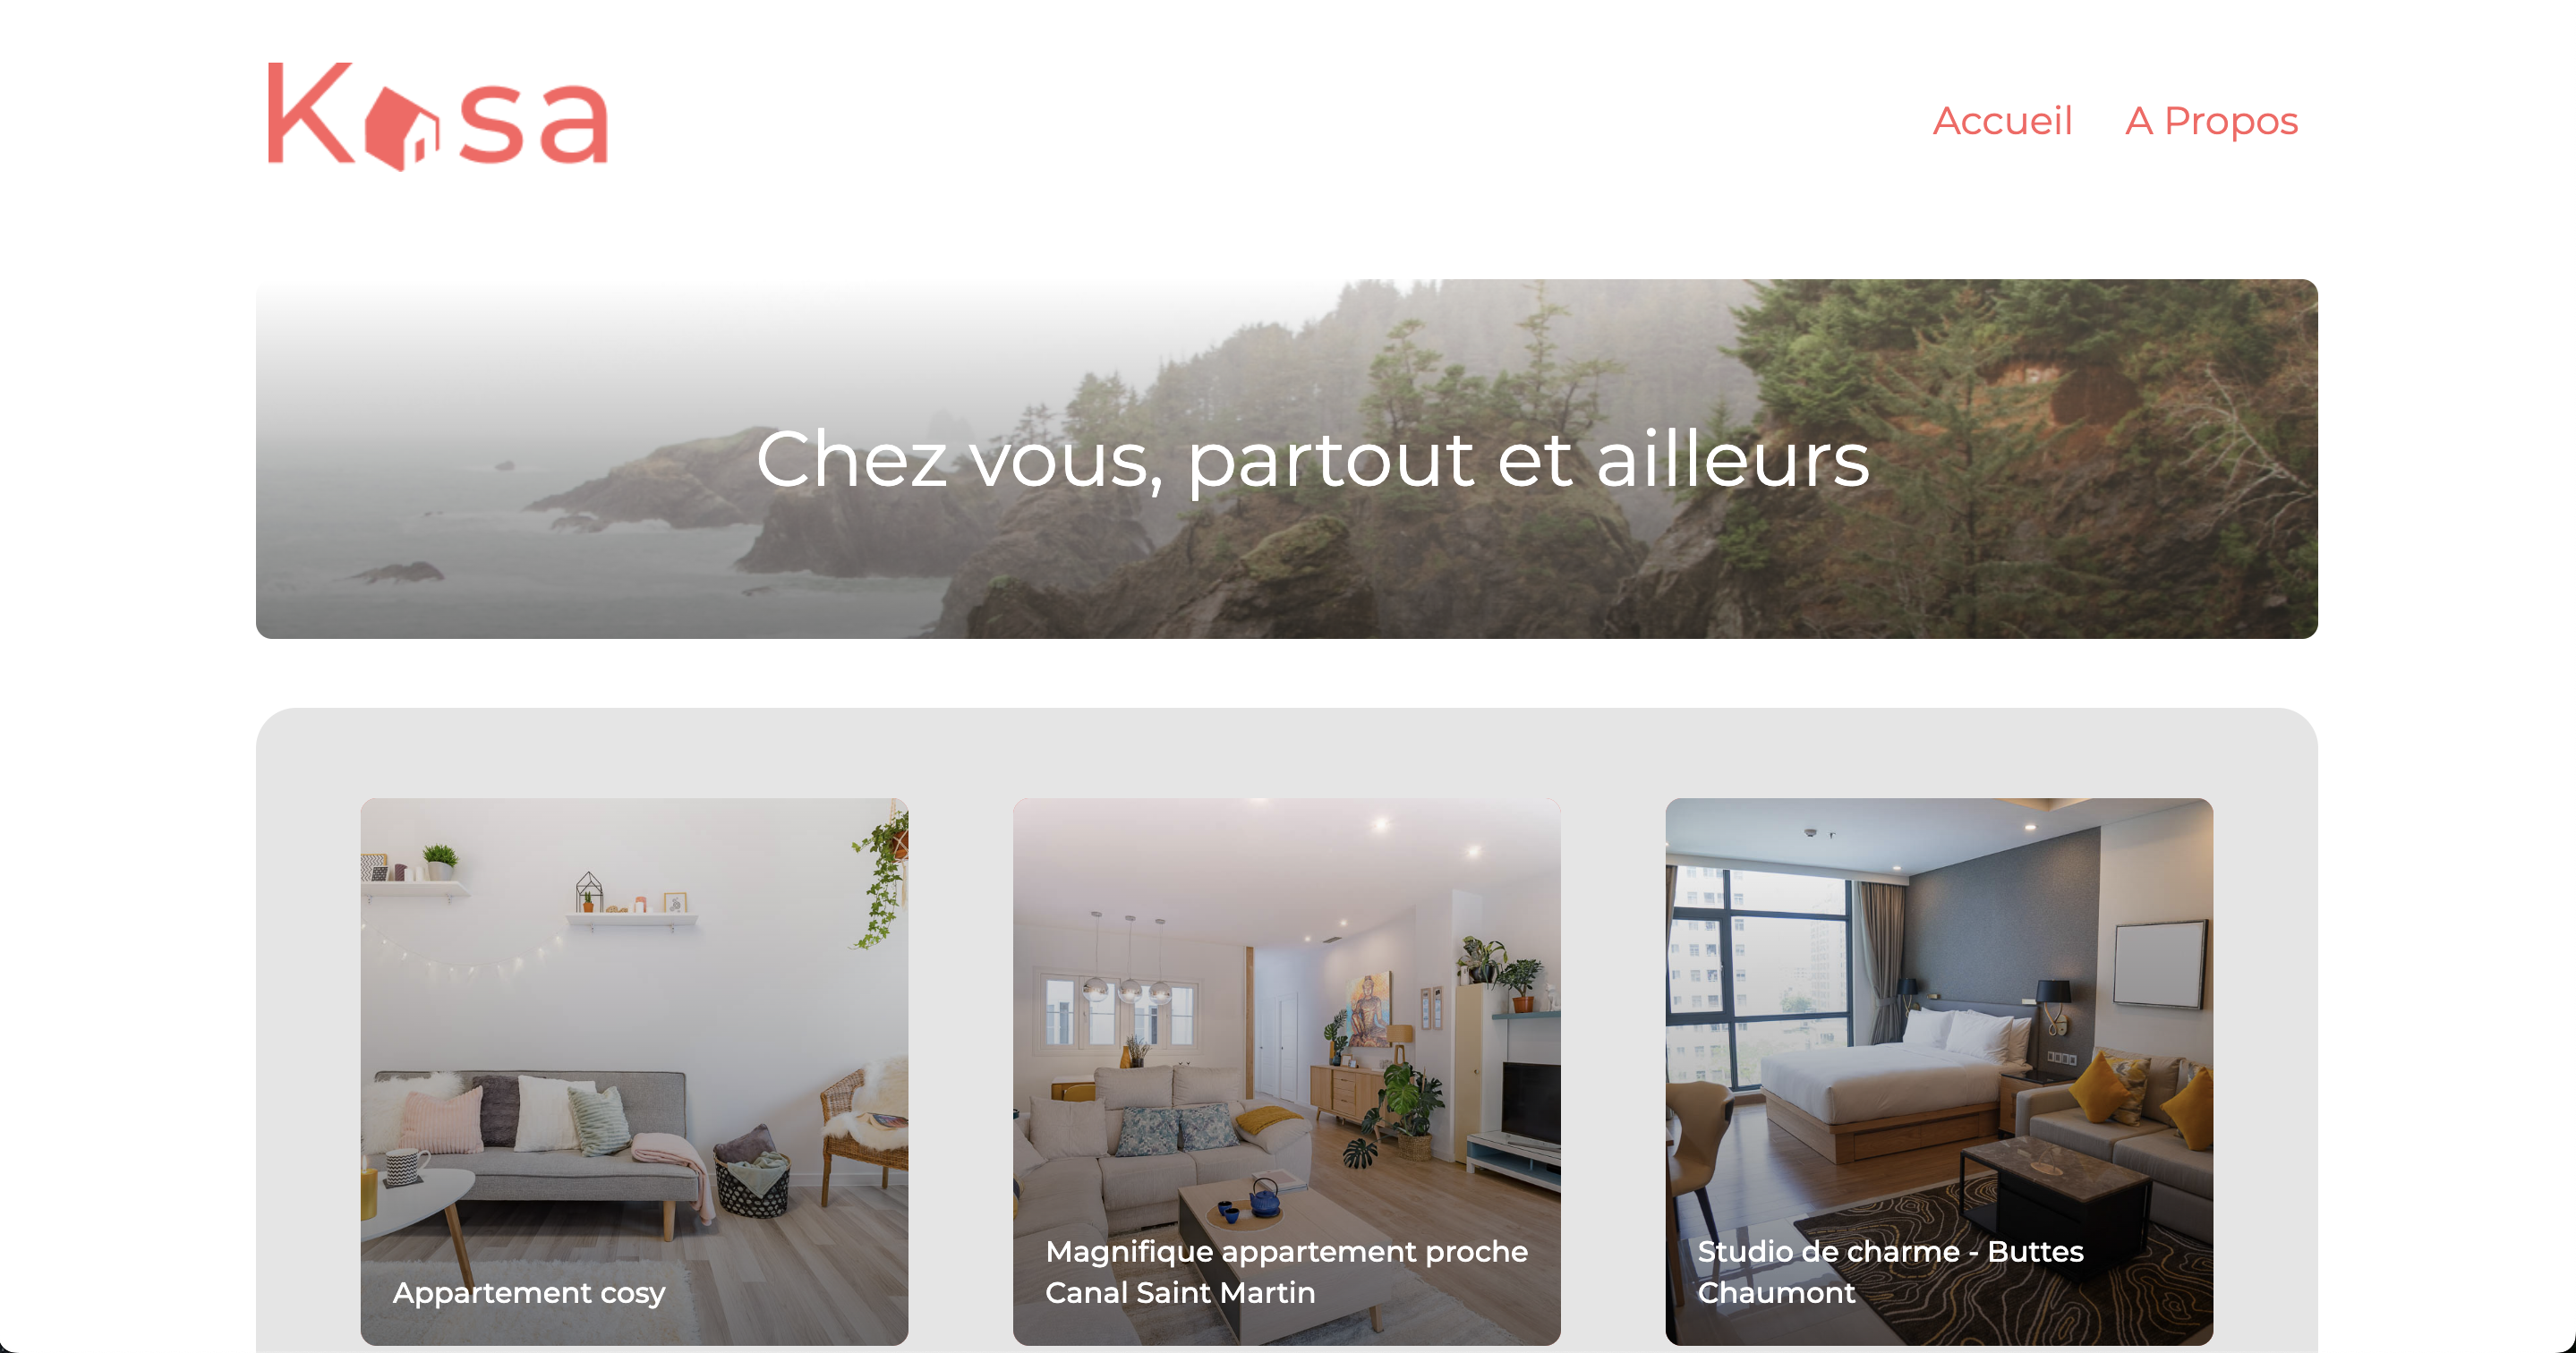 Kasa
Accueil A Propos
Chez vous, partout et ailleurs
Appartement cosy
Magnifique appartement proche
Canal Saint Martin
Studio de charme - Buttes
Chaumont